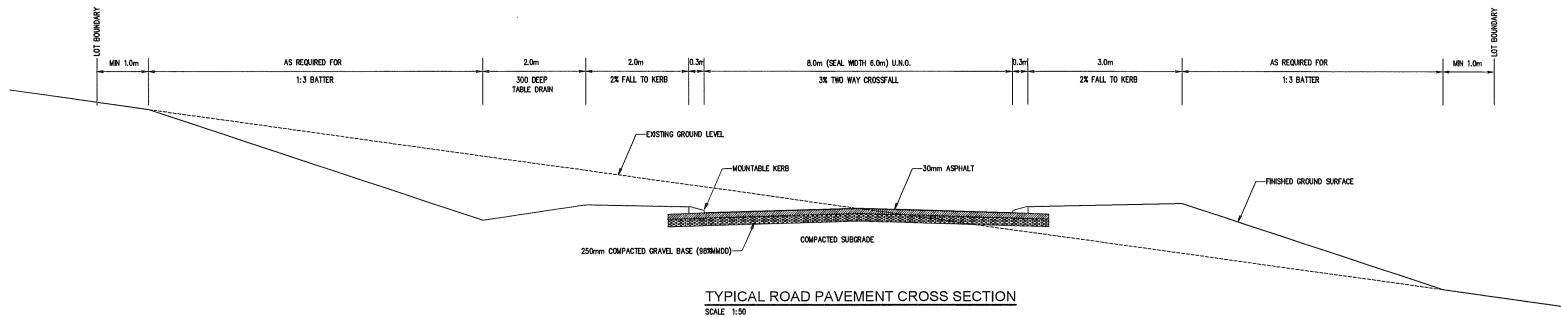 LOT BOUNDARY
LOT BOUNDARY
MIN 1.0m
AS REQUIRED FOR
2.0m
2.0m
0.3m
8.0m (SEAL WIDTH 6.0m) U.N.O.
0.3m
3.0m
AS REQUIRED FOR
MIN 1.0m
1:3 BATTER
300 DEEP
TABLE DRAIN
2% FALL TO KERB
3% TWO WAY CROSSFALL
2% FALL TO KERB
1:3 BATTER
EXISTING GROUND LEVEL
MOUNTABLE KERB
30mm ASPHALT
FINISHED GROUND SURFACE
250mm COMPACTED GRAVEL BASE (98%MMDD)
COMPACTED SUBGRADE
TYPICAL ROAD PAVEMENT CROSS SECTION
SCALE 1:50